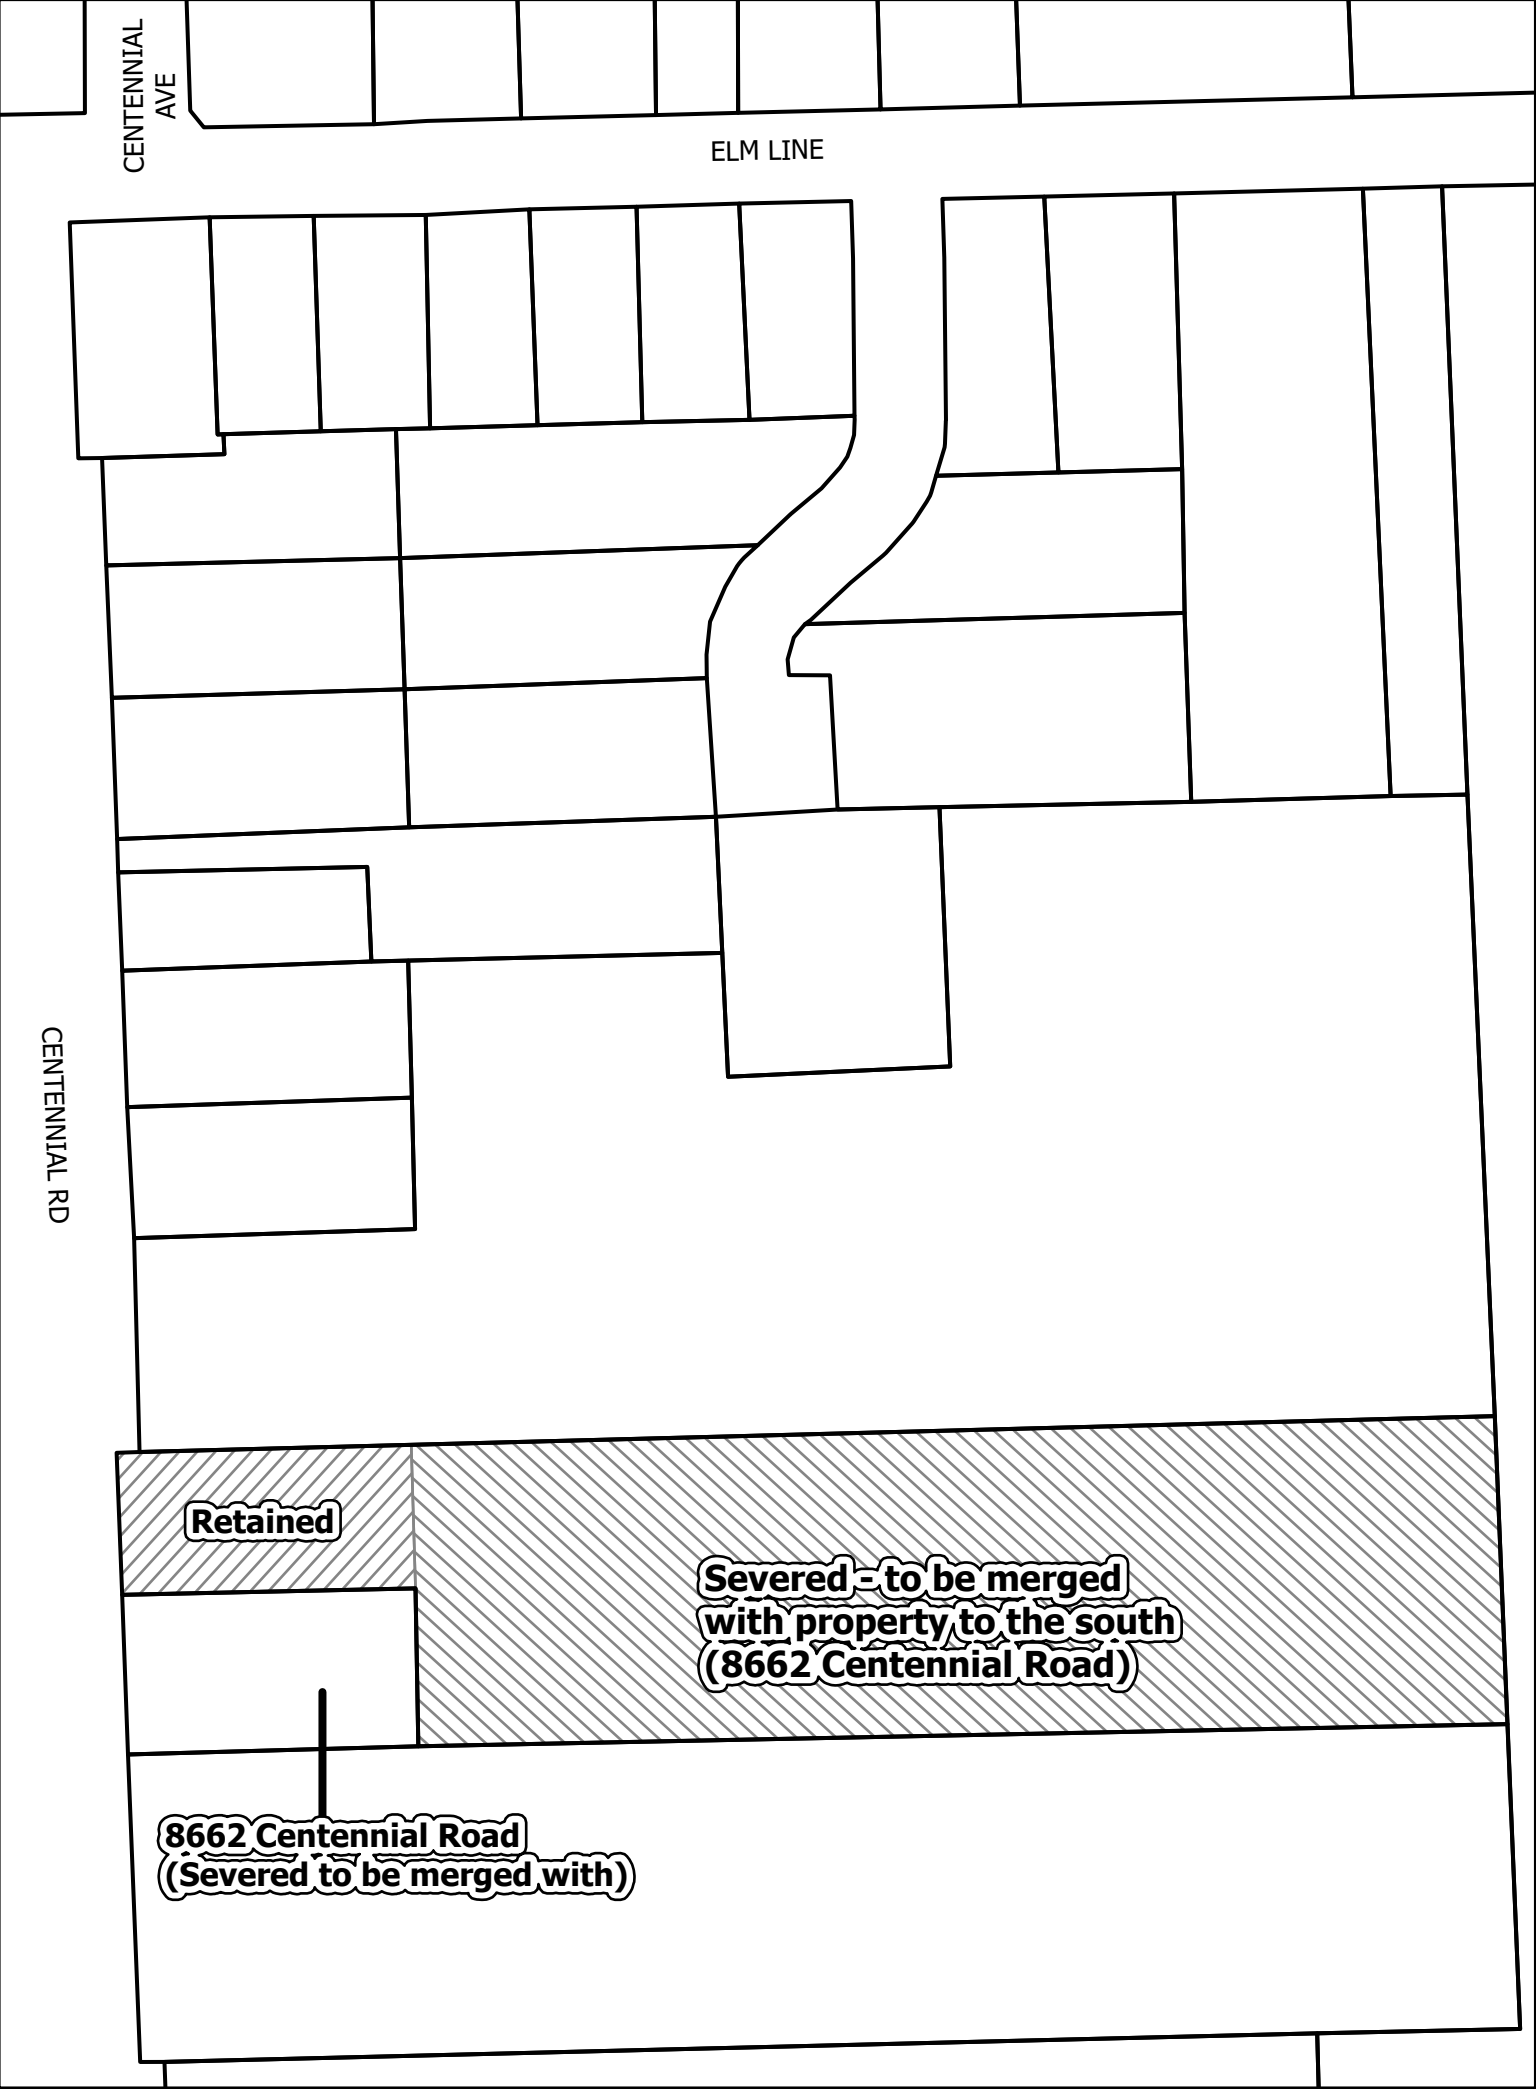 CENTENNIAL
AVE
ELM LINE
CENTENNIAL RD
Retained
Severed - to be merged
with property to the south
(8662 Centennial Road)
8662 Centennial Road
(Severed to be merged with)